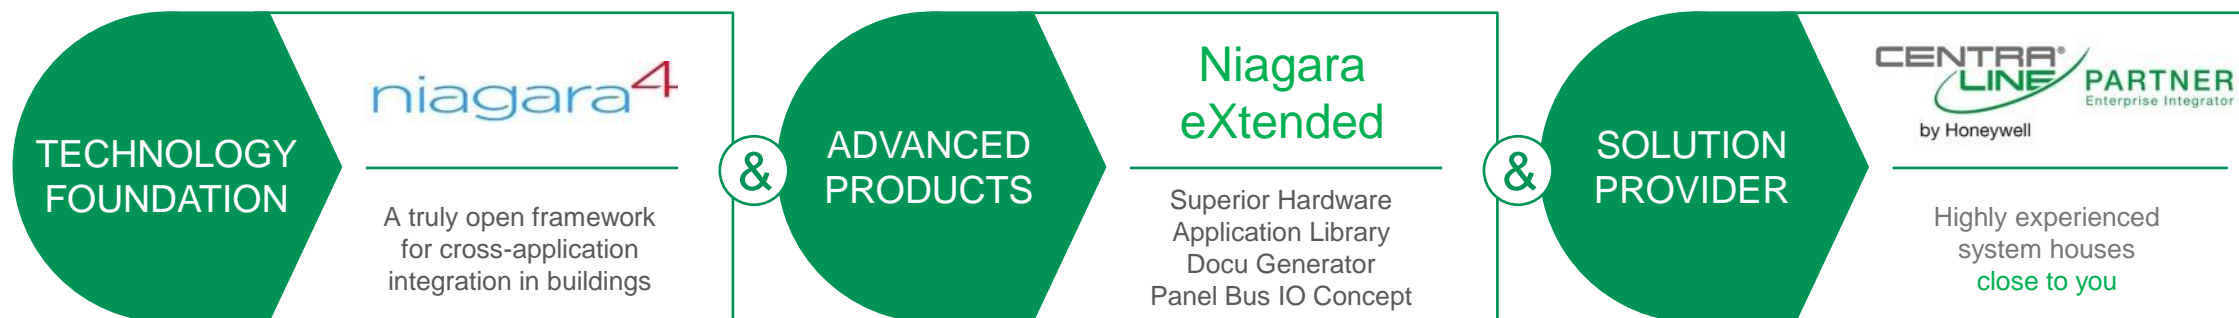 TECHNOLOGY
FOUNDATION
niagara4
A truly open framework
for cross-application
integration in buildings
&
ADVANCED
PRODUCTS
Niagara
eXtended
Superior Hardware
Application Library
Docu Generator
Panel Bus IO Concept
&
SOLUTION
PROVIDER
CENTRA®
LINE
PARTNER
Enterprise Integrator
by Honeywell
Highly experienced
system houses
close to you